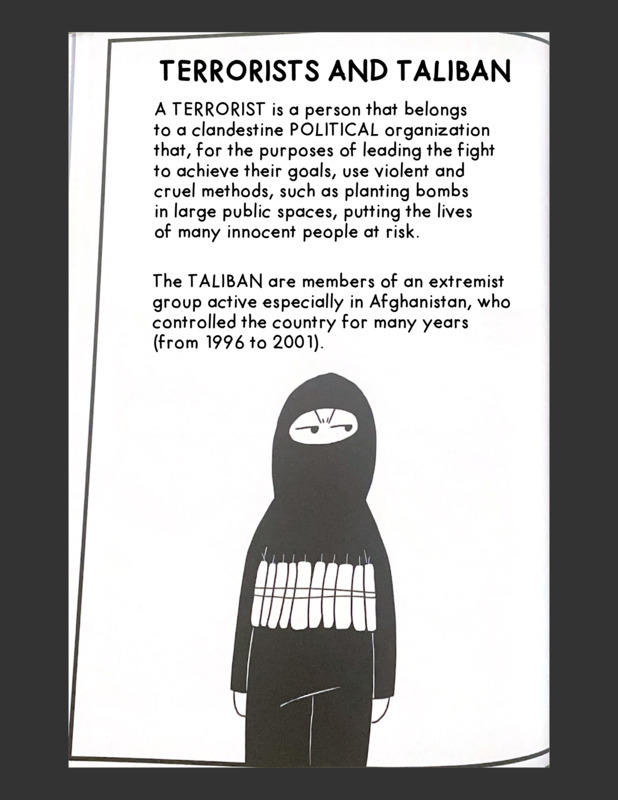 TERRORISTS AND TALIBAN
A TERRORIST is a person that belongs
to a clandestine POLITICAL organization
that, for the purposes of leading the fight
to achieve their goals, use violent and
cruel methods, such as planting bombs
in large public spaces, putting the lives
of many innocent people at risk.
The TALIBAN are members of an extremist
group active especially in Afghanistan, who
controlled the country for many years
(from 1996 to 2001).